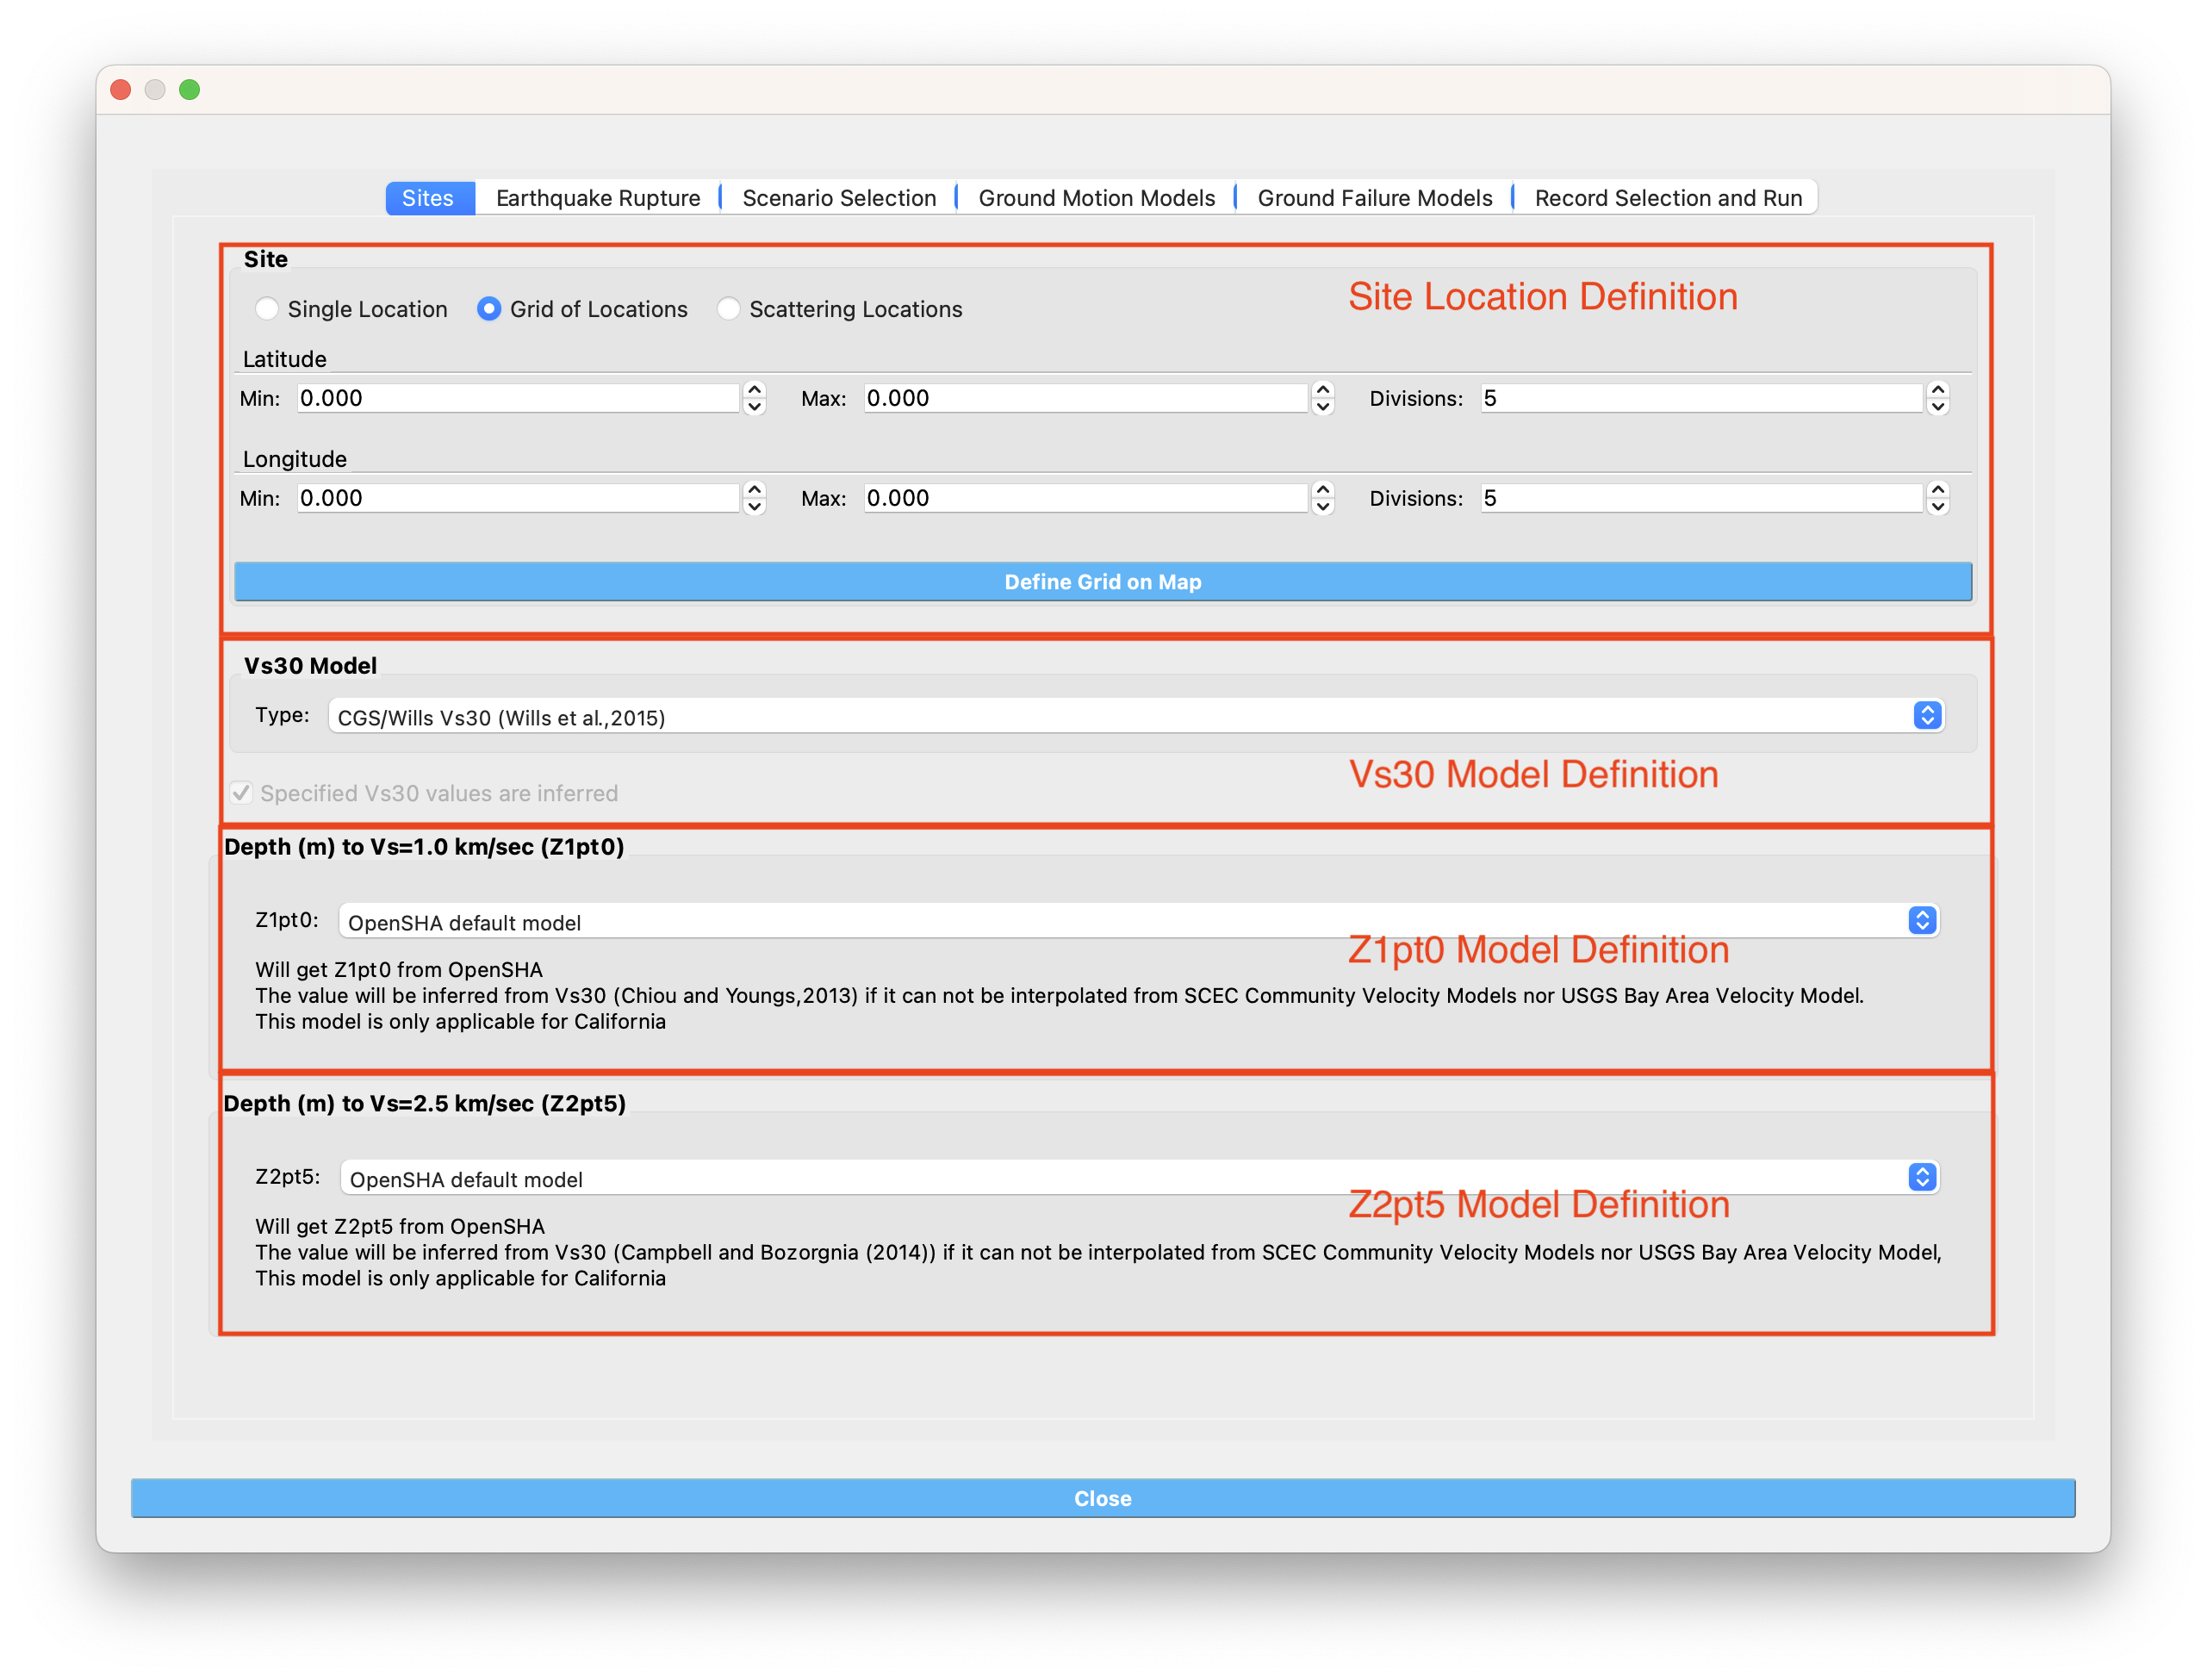 Sites Earthquake Rupture Scenario Selection Ground Motion Models Ground Failure Models Record Selection and Run
Site
Site Location Definition
Single Location Grid of Locations Scattering Locations
Latitude
Min: 0.000 Max: 0.000 Divisions: 5
Longitude
Min: 0.000 Max: 0.000 Divisions: 5
Define Grid on Map
Vs30 Model
Type: CGS/Wills Vs30 (Wills et al.,2015)
Vs30 Model Definition
Specified Vs30 values are inferred
Depth (m) to Vs=1.0 km/sec (Z1pt0)
Z1pt0: OpenSHA default model
Z1pt0 Model Definition
Will get Z1pt0 from OpenSHA
The value will be inferred from Vs30 (Chiou and Youngs,2013) if it can not be interpolated from SCEC Community Velocity Models nor USGS Bay Area Velocity Model.
This model is only applicable for California
Depth (m) to Vs=2.5 km/sec (Z2pt5)
Z2pt5: OpenSHA default model
Z2pt5 Model Definition
Will get Z2pt5 from OpenSHA
The value will be inferred from Vs30 (Campbell and Bozorgnia (2014)) if it can not be interpolated from SCEC Community Velocity Models nor USGS Bay Area Velocity Model,
This model is only applicable for California
Close